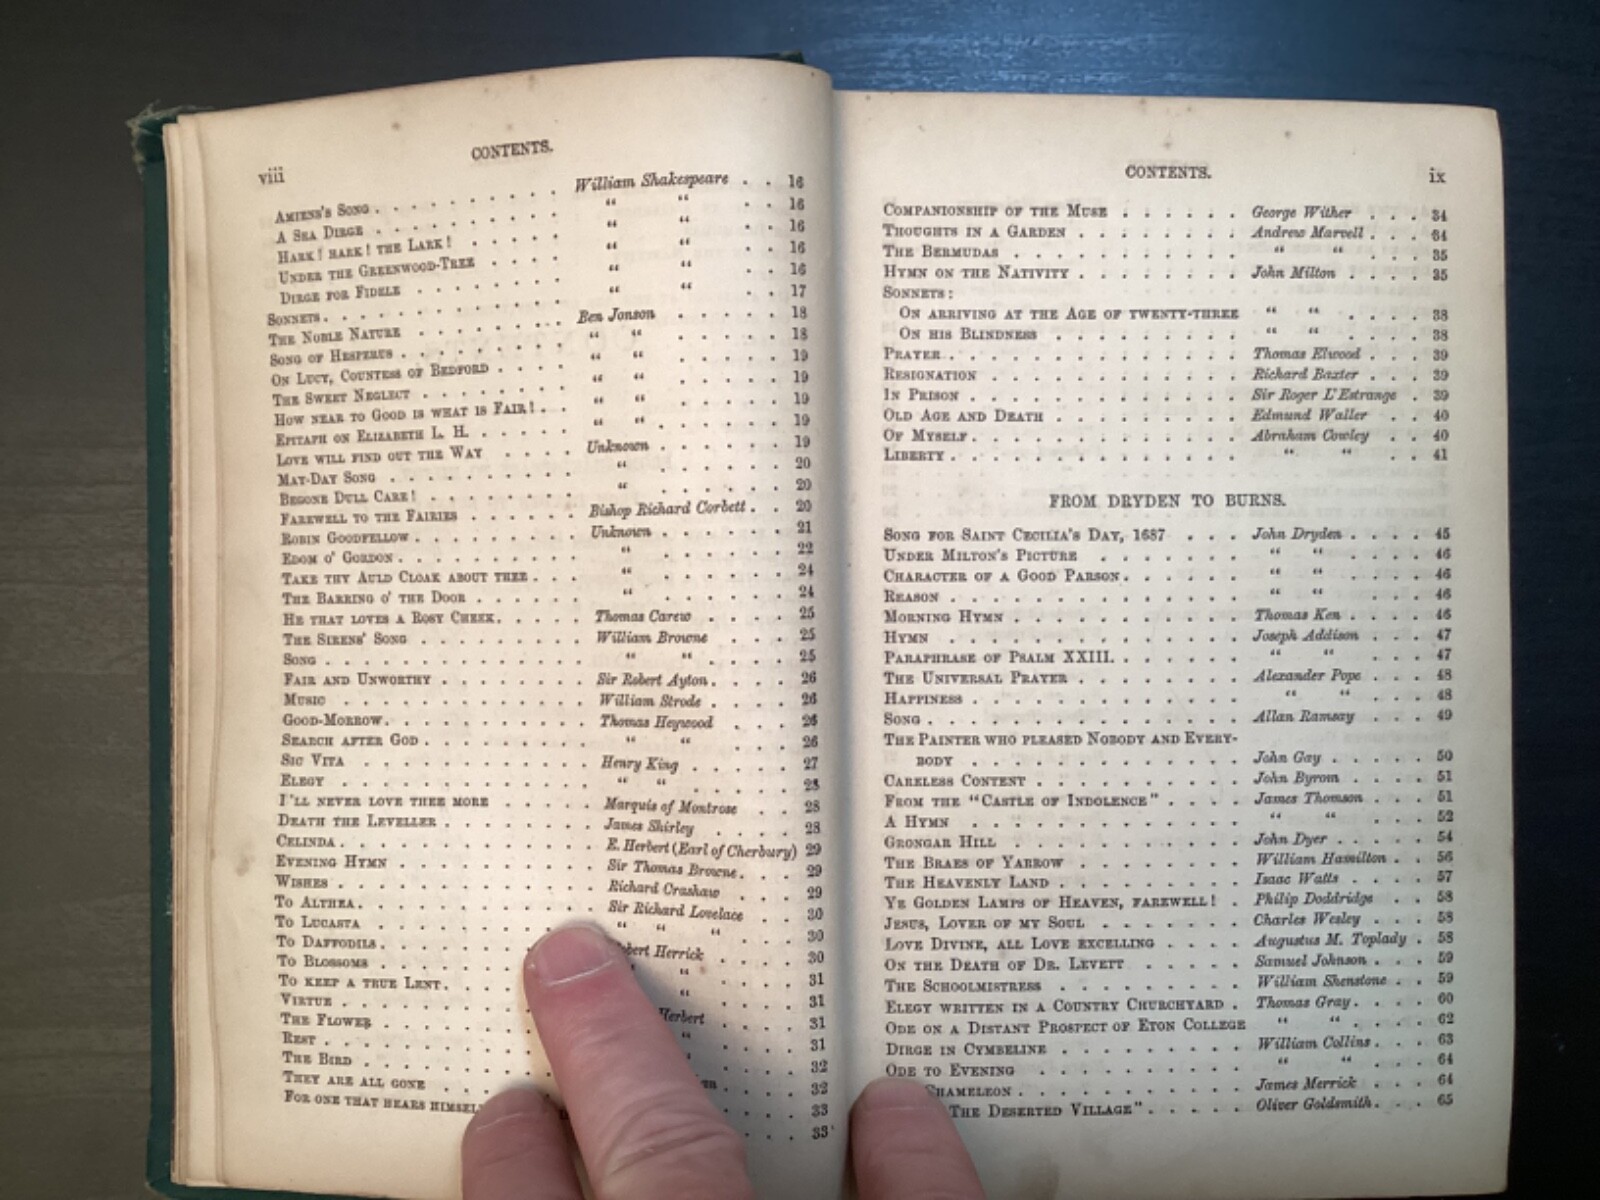 viii CONTENTS.
AMIENS'S SONG . . . . . . . . . . William Shakespeare . . 16
A SEA DIRGE . . . . . . . . . . “ “ . . 16
HARK! HARK! THE LARK! . . . . . “ “ . . 16
UNDER THE GREENWOOD-TREE . . . . “ “ . . 16
DIRGE FOR FIDELE . . . . . . . . “ “ . . 16
SONNETS. . . . . . . . . . . . . “ “ . . 17
THE NOBLE NATURE . . . . . . . . Ben Jonson . . . . . 18
SONG OF HESPERUS . . . . . . . . “ “ . . . . . 18
ON LUCY, COUNTESS OF BEDFORD . . . . “ “ . . . . . 19
THE SWEET NEGLECT . . . . . . . “ “ . . . . . 19
HOW NEAR TO GOOD IS WHAT IS FAIR! . . “ “ . . . . . 19
EPITAPH ON ELIZABETH L. H. . . . . . “ “ . . . . . 19
LOVE WILL FIND OUT THE WAY . . . . Unknown . . . . . . 19
MAY-DAY SONG . . . . . . . . . “ . . . . . . 20
BEGONE DULL CARE! . . . . . . . “ . . . . . . 20
FAREWELL TO THE FAIRIES . . . . . . Bishop Richard Corbett . . 20
ROBIN GOODFELLOW . . . . . . . . Unknown . . . . . . 21
EDOM O' GORDON . . . . . . . . . “ . . . . . . 22
TAKE THY AULD CLOAK ABOUT THEE . . . “ . . . . . . 24
THE BARRING O' THE DOOR . . . . . . “ . . . . . . 24
HE THAT LOVES A ROSY CHEEK. . . . . Thomas Carew . . . . 25
THE SIRENS' SONG . . . . . . . . William Browne . . . 25
SONG . . . . . . . . . . . . . “ “ . . . . 25
FAIR AND UNWORTHY . . . . . . . Sir Robert Ayton. . . . 26
MUSIC . . . . . . . . . . . . William Strode . . . . 26
GOOD-MORROW. . . . . . . . . . Thomas Heywood . . . 26
SEARCH AFTER GOD . . . . . . . . “ “ . . . 26
SIC VITA . . . . . . . . . . . Henry King . . . . . 27
ELEGY . . . . . . . . . . . . “ “ . . . . . 28
I 'LL NEVER LOVE THEE MORE . . . . . Marquis of Montrose . . 28
DEATH THE LEVELLER . . . . . . . James Shirley . . . . 28
CELINDA. . . . . . . . . . . . E. Herbert (Earl of Cherbury) 29
EVENING HYMN . . . . . . . . . Sir Thomas Browne. . . 29
WISHES . . . . . . . . . . . . Richard Crashaw . . . 29
TO ALTHEA. . . . . . . . . . . Sir Richard Lovelace . . 30
TO LUCASTA . . . . . . . . . “ “ “ . . 30
TO DAFFODILS. . . . . . . . . Herrick . . . . 30
TO BLOSSOMS . . . . . . . . “ . . . . 31
TO KEEP A TRUE LENT. . . . . “ . . . . 31
VIRTUE . . . . . . . . . . Herbert . . . . 31
THE FLOWER . . . . . . . . “ . . . . 31
REST . . . . . . . . . . “ . . . . 32
THE BIRD . . . . . . . . . . . . . 32
THEY ARE ALL GONE . . . . . . . . . 33
FOR ONE THAT HEARS . . . 33
CONTENTS. ix
COMPANIONSHIP OF THE MUSE . . . . . . George Wither . . . 34
THOUGHTS IN A GARDEN . . . . . . . . Andrew Marvell . . . 34
THE BERMUDAS . . . . . . . . . . . “ “ . . . 35
HYMN ON THE NATIVITY . . . . . . . . John Milton . . . . 35
SONNETS:
ON ARRIVING AT THE AGE OF TWENTY-THREE “ “ . . . . 38
ON HIS BLINDNESS . . . . . . . . . “ “ . . . . 38
PRAYER . . . . . . . . . . . . . Thomas Elwood . . . 39
RESIGNATION . . . . . . . . . . . Richard Baxter . . . 39
IN PRISON . . . . . . . . . . . . Sir Roger L'Estrange . 39
OLD AGE AND DEATH . . . . . . . . . Edmund Waller . . 40
OF MYSELF. . . . . . . . . . . . . Abraham Cowley . . 40
LIBERTY . . . . . . . . . . . . . “ “ . . 41
FROM DRYDEN TO BURNS.
SONG FOR SAINT CECILIA'S DAY, 1687 . . . John Dryden . . . . 45
UNDER MILTON'S PICTURE . . . . . . . “ “ . . . . 46
CHARACTER OF A GOOD PARSON. . . . . . “ “ . . . . 46
REASON . . . . . . . . . . . . . “ “ . . . . 46
MORNING HYMN . . . . . . . . . . . Thomas Ken . . . . 46
HYMN . . . . . . . . . . . . . Joseph Addison . . . 47
PARAPHRASE OF PSALM XXIII. . . . . . . “ “ . . . 47
THE UNIVERSAL PRAYER . . . . . . . . Alexander Pope . . . 48
HAPPINESS . . . . . . . . . . . . “ “ . . . 48
SONG . . . . . . . . . . . . . . Allan Ramsay . . . 49
THE PAINTER WHO PLEASED NOBODY AND EVERY-
BODY . . . . . . . . . . . . . John Gay . . . . . 50
CARELESS CONTENT . . . . . . . . . John Byrom . . . . 51
FROM THE “CASTLE OF INDOLENCE” . . . . James Thomson . . . 51
A HYMN . . . . . . . . . . . . “ “ . . . 52
GRONGAR HILL . . . . . . . . . . . John Dyer . . . . . 54
THE BRAES OF YARROW . . . . . . . . William Hamilton . . 56
THE HEAVENLY LAND . . . . . . . . . Isaac Watts . . . . 57
YE GOLDEN LAMPS OF HEAVEN, FAREWELL! . Philip Doddridge . . 58
JESUS, LOVER OF MY SOUL . . . . . . . Charles Wesley . . . 58
LOVE DIVINE, ALL LOVE EXCELLING . . . . Augustus M. Toplady . 58
ON THE DEATH OF DR. LEVETT . . . . . Samuel Johnson . . . 59
THE SCHOOLMISTRESS . . . . . . . . . William Shenstone . . 59
ELEGY WRITTEN IN A COUNTRY CHURCHYARD . Thomas Gray. . . . 60
ODE ON A DISTANT PROSPECT OF ETON COLLEGE “ “ . . . . 62
DIRGE IN CYMBELINE . . . . . . . . . William Collins . . . 63
ODE TO EVENING . . . . . . . . . . “ “ . . . 64
CHAMELEON . . . . . . . . . . . James Merrick . . . 64
THE DESERTED VILLAGE” . . . . . Oliver Goldsmith. . . 65